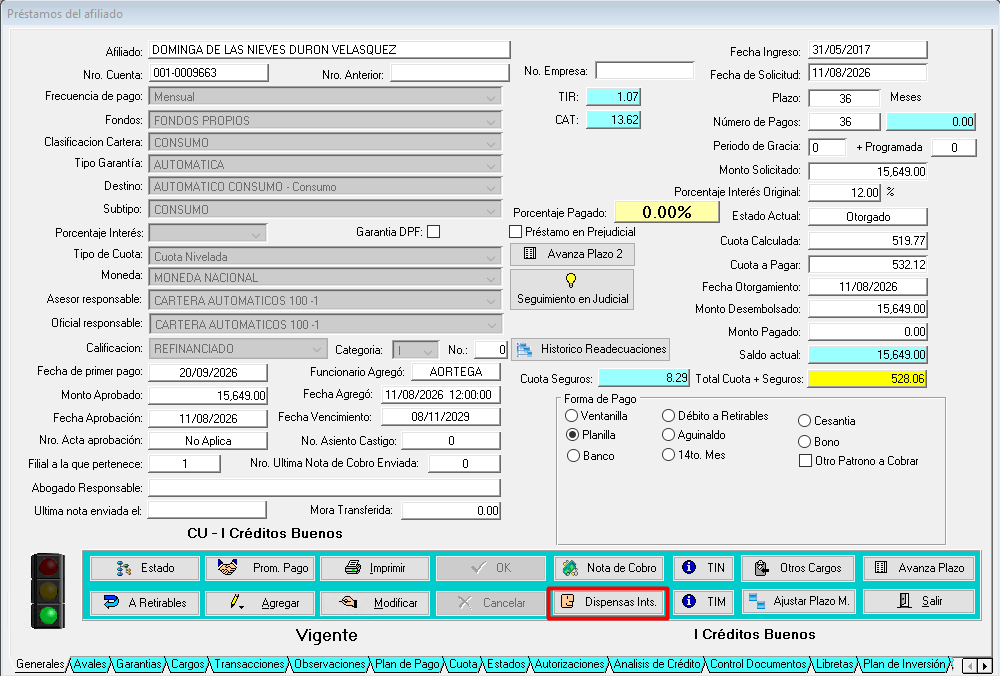 Préstamos del afiliado
Afiliado: DOMINGA DE LAS NIEVES DURON VELASQUEZ
Fecha Ingreso: 31/05/2017
Nro. Cuenta: 001-0009663 Nro. Anterior: No. Empresa:
Fecha de Solicitud: 11/08/2026
Frecuencia de pago: Mensual
TIR: 1.07
Plazo: 36 Meses
Fondos: FONDOS PROPIOS
CAT: 13.62
Número de Pagos: 36 0.00
Clasificacion Cartera: CONSUMO
Periodo de Gracia: 0 + Programada 0
Tipo Garantía: AUTOMATICA
Monto Solicitado: 15,649.00
Destino: AUTOMATICO CONSUMO - Consumo
Porcentaje Interés Original: 12.00 %
Subtipo: CONSUMO
Porcentaje Pagado: 0.00%
Estado Actual: Otorgado
Porcentaje Interés: Garantia DPF:
Préstamo en Prejudicial
Cuota Calculada: 519.77
Tipo de Cuota: Cuota Nivelada
Avanza Plazo 2
Cuota a Pagar: 532.12
Moneda: MONEDA NACIONAL
Seguimiento en Judicial
Fecha Otorgamiento: 11/08/2026
Asesor responsable: CARTERA AUTOMATICOS 100 -1
Monto Desembolsado: 15,649.00
Oficial responsable: CARTERA AUTOMATICOS 100 -1
Monto Pagado: 0.00
Calificacion: REFINANCIADO Categoria: I No.: 0
Historico Readecuaciones
Saldo actual: 15,649.00
Fecha de primer pago: 20/09/2026 Funcionario Agregó: AORTEGA
Cuota Seguros: 8.29 Total Cuota + Seguros: 528.06
Monto Aprobado: 15,649.00 Fecha Agregó: 11/08/2026 12:00:00
Forma de Pago
Fecha Aprobación: 11/08/2026 Fecha Vencimiento: 08/11/2029
Ventanilla Débito a Retirables Cesantia
Nro. Acta aprobación: No Aplica No. Asiento Castigo: 0
Planilla Aguinaldo Bono
Filial a la que pertenece: 1 Nro. Ultima Nota de Cobro Enviada: 0
Banco 14to. Mes Otro Patrono a Cobrar
Abogado Responsable:
Ultima nota enviada el: Mora Transferida: 0.00
CU - I Créditos Buenos
Estado Prom. Pago Imprimir OK Nota de Cobro TIN Otros Cargos Avanza Plazo
A Retirables Agregar Modificar Cancelar Dispensas Ints. TIM Ajustar Plazo M. Salir
Vigente I Créditos Buenos
Generales Avales Garantias Cargos Transacciones Observaciones Plan de Pago Cuota Estados Autorizaciones Analisis de Crédito Control Documentos Libretas Plan de Inversión